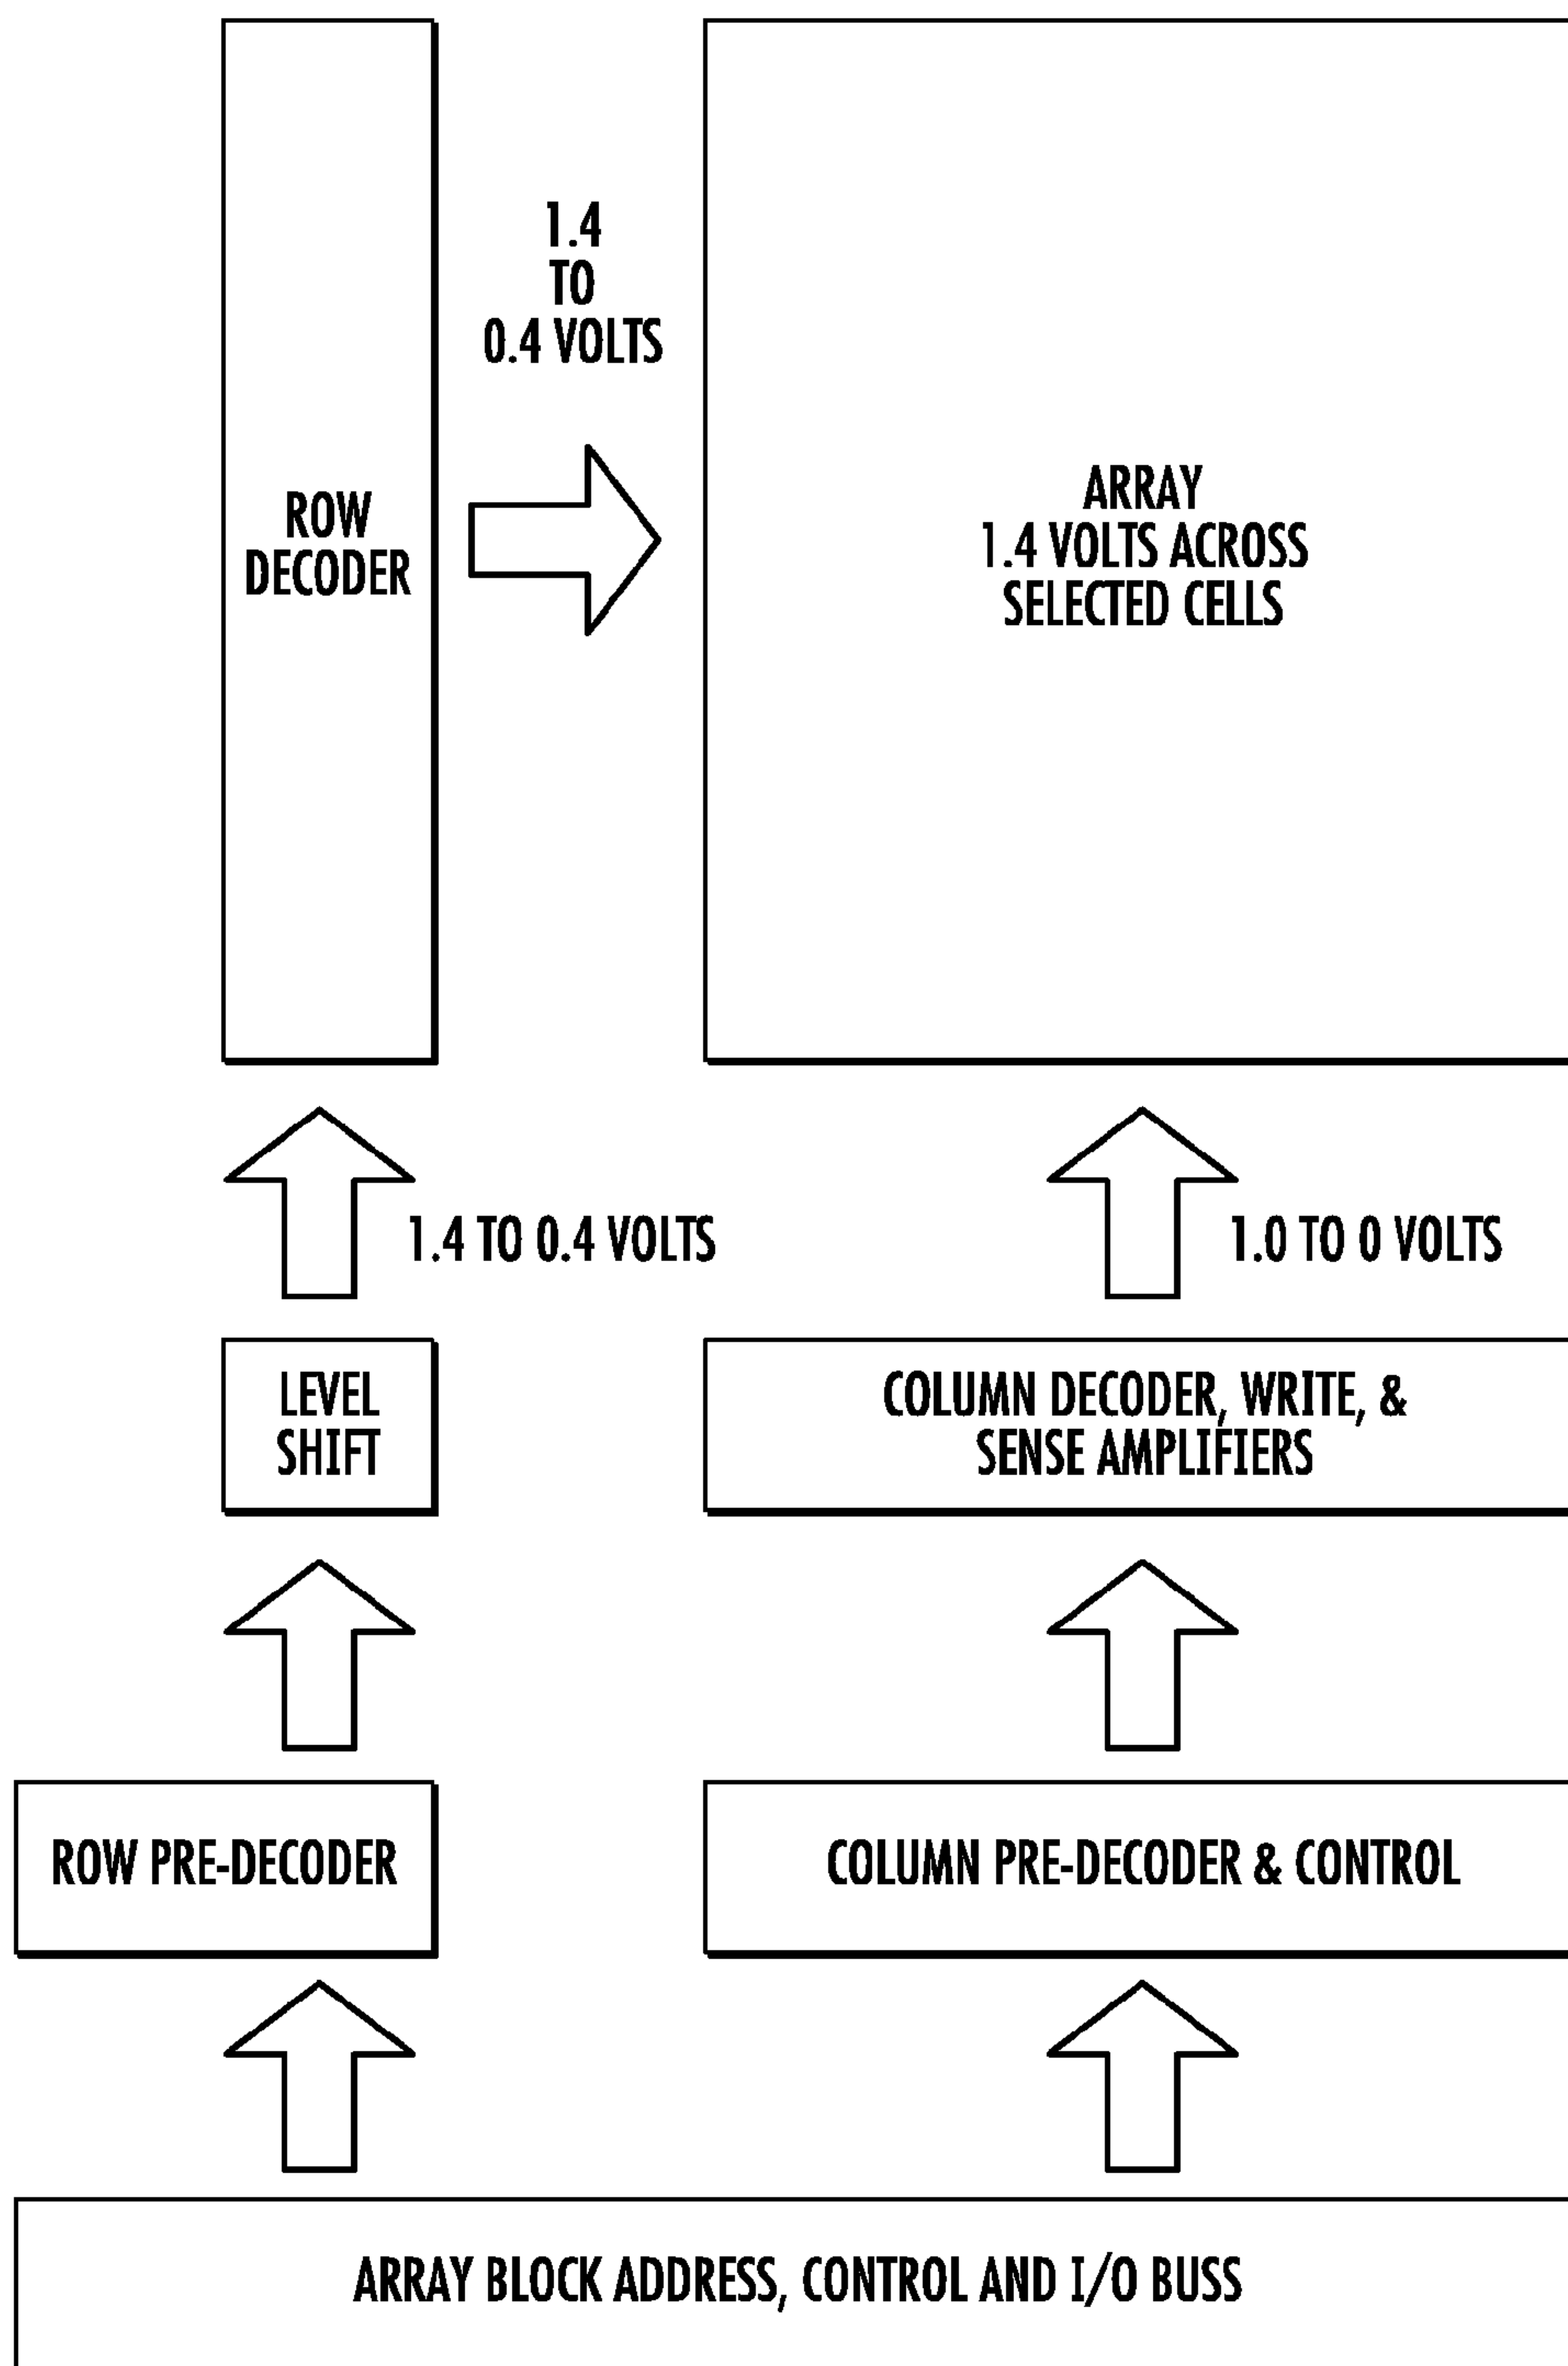 1.4
TO
0.4 VOLTS
ROW
DECODER
ARRAY
1.4 VOLTS ACROSS
SELECTED CELLS
1.4 TO 0.4 VOLTS
1.0 TO 0 VOLTS
LEVEL
SHIFT
COLUMN DECODER, WRITE, &
SENSE AMPLIFIERS
ROW PRE-DECODER
COLUMN PRE-DECODER & CONTROL
ARRAY BLOCK ADDRESS, CONTROL AND I/O BUSS